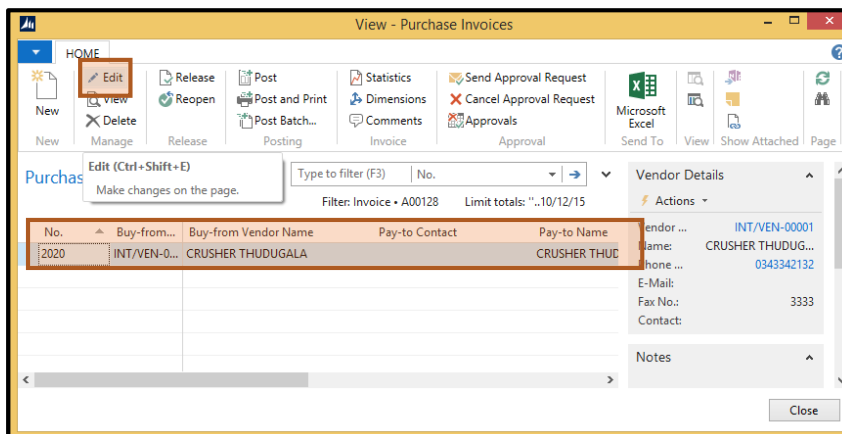 View - Purchase Invoices
HOME
New
Edit
View
Delete
Release
Reopen
Post
Post and Print
Post Batch...
Statistics
Dimensions
Comments
Send Approval Request
Cancel Approval Request
Approvals
Microsoft
Excel
New
Manage
Release
Posting
Invoice
Approval
Send To
View
Show Attached
Page
Edit (Ctrl+Shift+E)
Make changes on the page.
Purchas
Type to filter (F3)
No.
Filter: Invoice • A00128
Limit totals: ''..10/12/15
No.
Buy-from...
Buy-from Vendor Name
Pay-to Contact
Pay-to Name
2020
INT/VEN-0...
CRUSHER THUDUGALA
CRUSHER THUD
Vendor Details
Actions
Vendor ...
INT/VEN-00001
Name:
CRUSHER THUDUG...
Phone ...
0343342132
E-Mail:
Fax No.:
3333
Contact:
Notes
Close